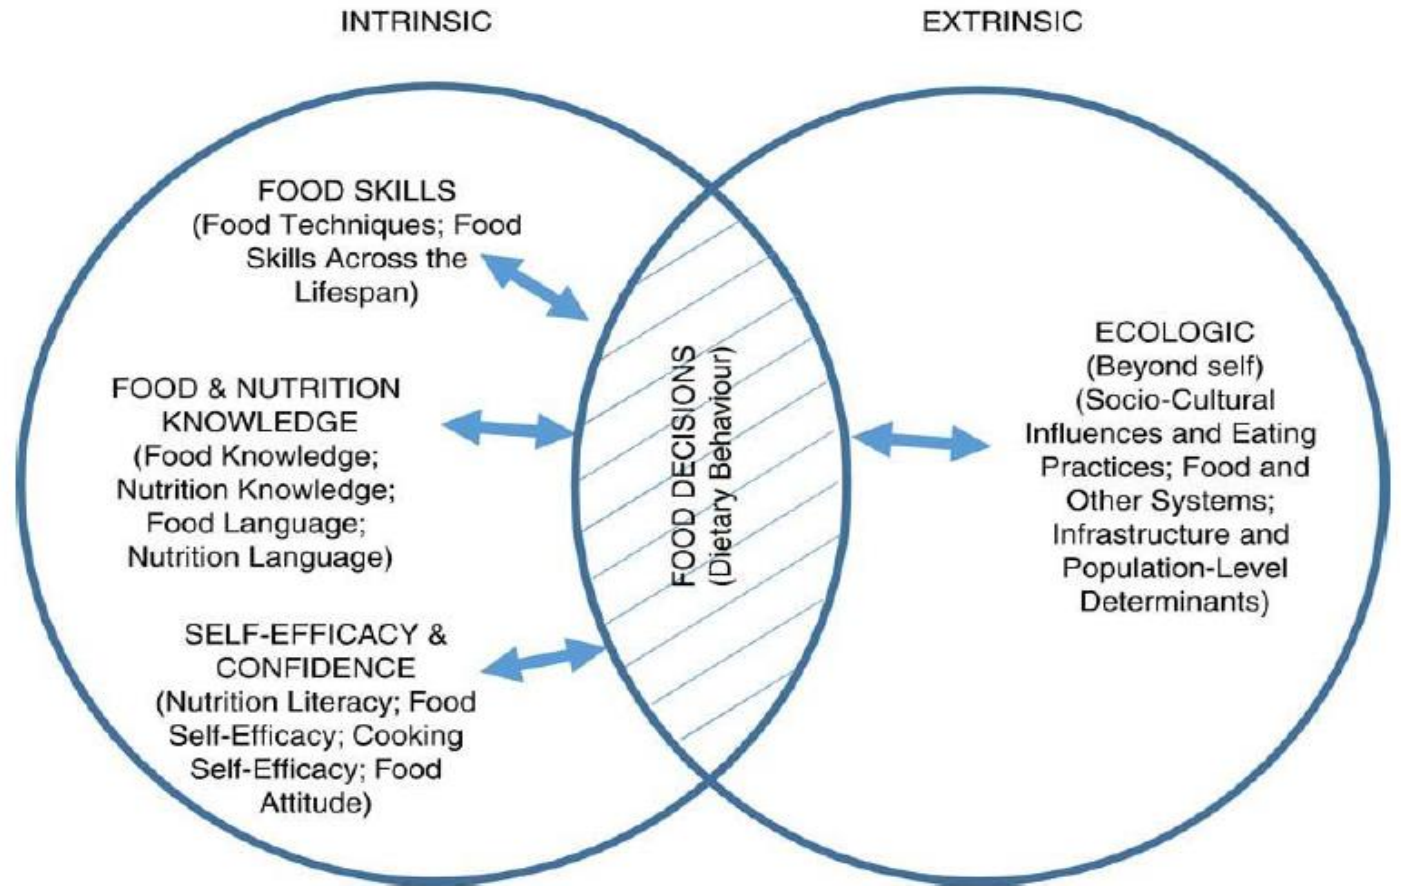 INTRINSIC
EXTRINSIC
FOOD SKILLS
(Food Techniques; Food
Skills Across the
Lifespan)
FOOD & NUTRITION
KNOWLEDGE
(Food Knowledge;
Nutrition Knowledge;
Food Language;
Nutrition Language)
SELF-EFFICACY &
CONFIDENCE
(Nutrition Literacy; Food
Self-Efficacy; Cooking
Self-Efficacy; Food
Attitude)
FOOD DECISIONS
(Dietary Behaviour)
ECOLOGIC
(Beyond self)
(Socio-Cultural
Influences and Eating
Practices; Food and
Other Systems;
Infrastructure and
Population-Level
Determinants)